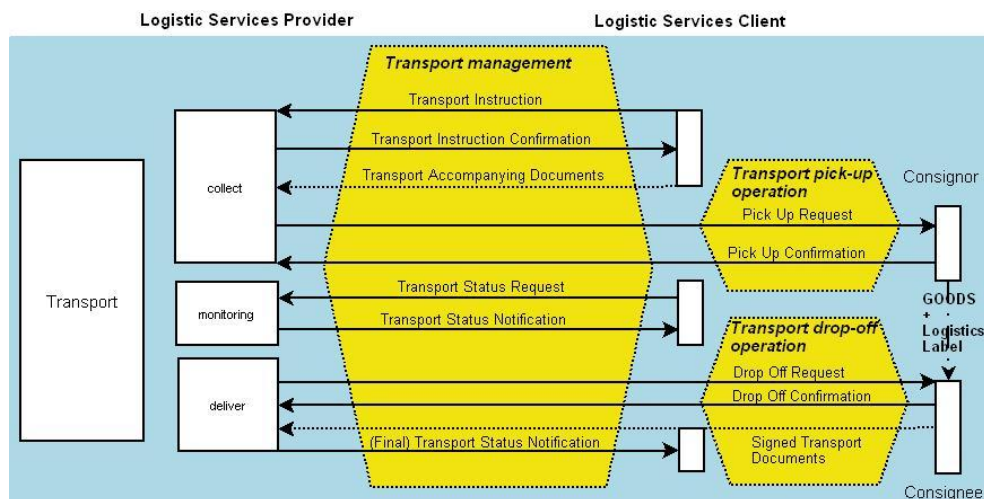 Logistic Services Provider
Logistic Services Client
Transport management
Transport Instruction
Transport Instruction Confirmation
collect
Transport Accompanying Documents
Transport pick-up
operation
Consignor
Pick Up Request
Pick Up Confirmation
Transport
monitoring
Transport Status Request
Transport Status Notification
GOODS
+
Logistics
Label
Transport drop-off
operation
deliver
Drop Off Request
Drop Off Confirmation
(Final) Transport Status Notification
Signed Transport
Documents
Consignee